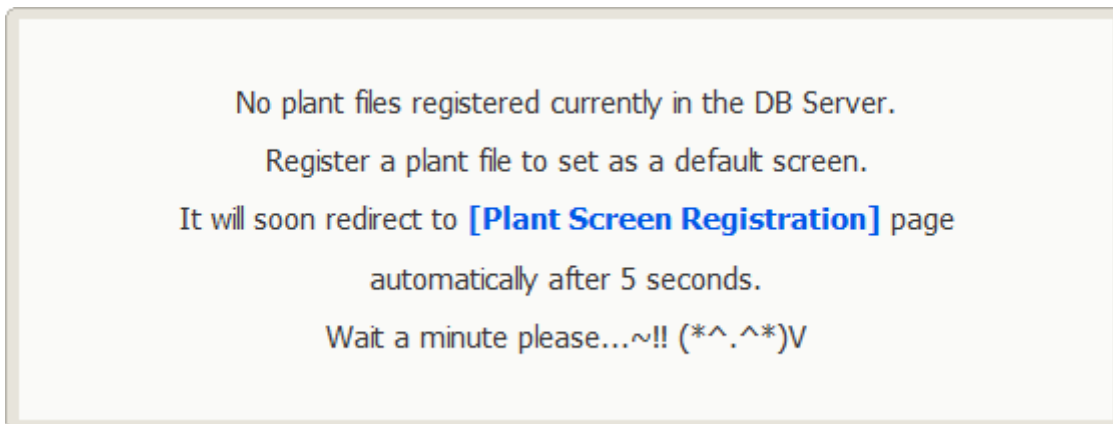 No plant files registered currently in the DB Server.
Register a plant file to set as a default screen.
It will soon redirect to [Plant Screen Registration] page
automatically after 5 seconds.
Wait a minute please...~!! (*^.^*)V